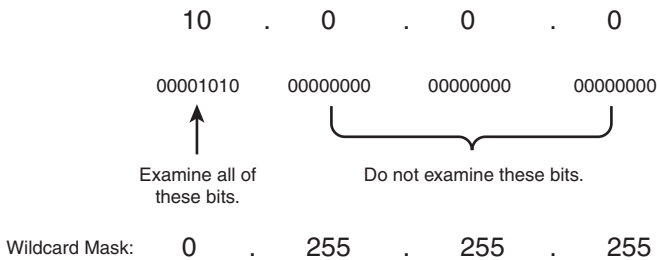 10 . 0 . 0 . 0
00001010 00000000 00000000 00000000
Examine all of
these bits.
Do not examine these bits.
Wildcard Mask: 0 . 255 . 255 . 255